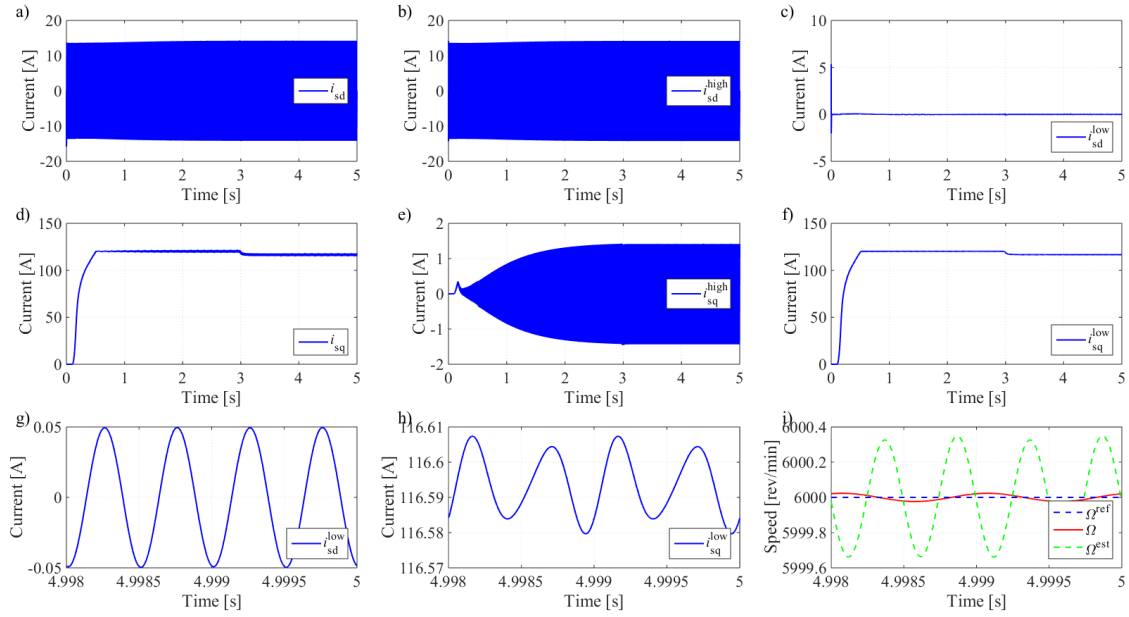 a)
20
10
0
-10
-20
Current [A]
i_sd
0 1 2 3 4 5
Time [s]
b)
20
10
0
-10
-20
Current [A]
i_sd^high
0 1 2 3 4 5
Time [s]
c)
10
5
0
-5
Current [A]
i_sd^low
0 1 2 3 4 5
Time [s]
d)
150
100
50
0
Current [A]
i_sq
0 1 2 3 4 5
Time [s]
e)
2
1
0
-1
-2
Current [A]
i_sq^high
0 1 2 3 4 5
Time [s]
f)
150
100
50
0
Current [A]
i_sq^low
0 1 2 3 4 5
Time [s]
g)
0.05
0
-0.05
Current [A]
i_sd^low
4.998 4.9985 4.999 4.9995 5
Time [s]
h)
116.61
116.6
116.59
116.58
116.57
Current [A]
i_sq^low
4.998 4.9985 4.999 4.9995 5
Time [s]
i)
6000.4
6000.2
6000
5999.8
5999.6
Speed [rev/min]
Ω^ref
Ω
Ω^est
4.998 4.9985 4.999 4.9995 5
Time [s]